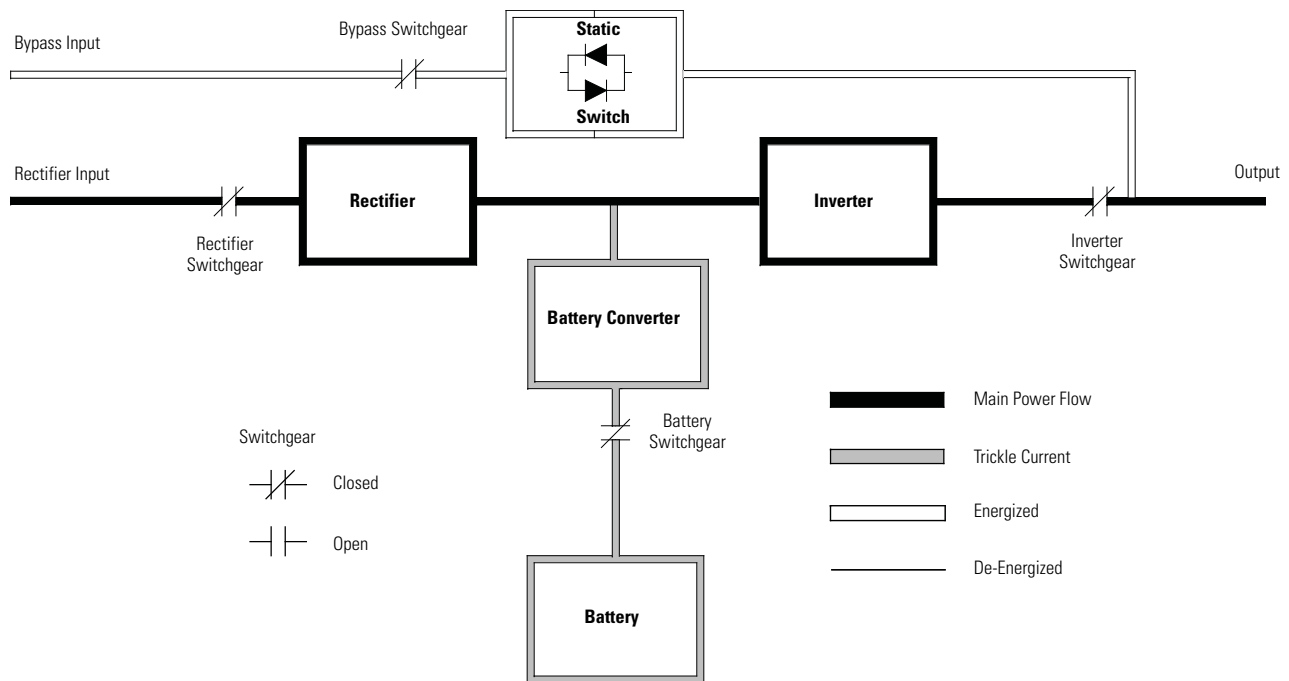 Bypass Input
Bypass Switchgear
Static
Switch
Rectifier Input
Rectifier
Inverter
Output
Rectifier
Switchgear
Inverter
Switchgear
Battery Converter
Battery
Switchgear
Switchgear
Closed
Open
Main Power Flow
Trickle Current
Energized
De-Energized
Battery